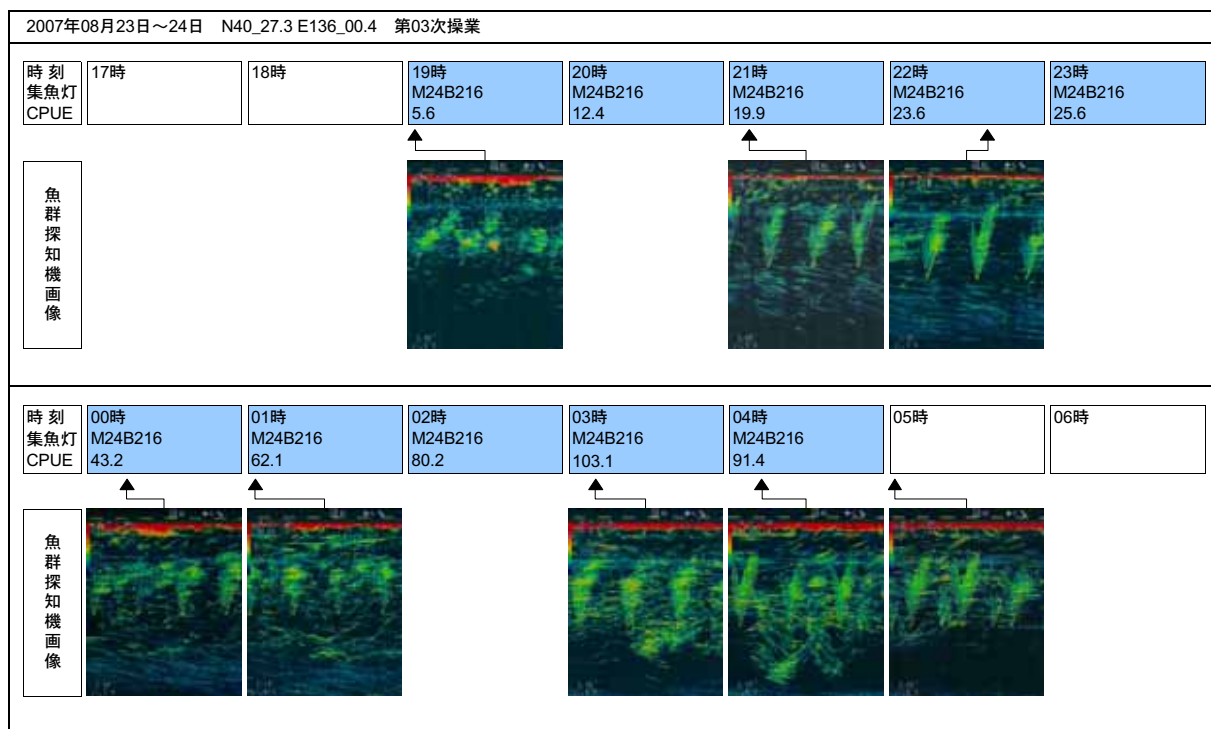 2007年08月23日～24日 N40_27.3 E136_00.4 第03次操業
時刻 17時 18時 19時 20時 21時 22時 23時
集魚灯 M24B216 M24B216 M24B216 M24B216 M24B216
CPUE 5.6 12.4 19.9 23.6 25.6
魚群探知機画像
時刻 00時 01時 02時 03時 04時 05時 06時
集魚灯 M24B216 M24B216 M24B216 M24B216 M24B216
CPUE 43.2 62.1 80.2 103.1 91.4
魚群探知機画像